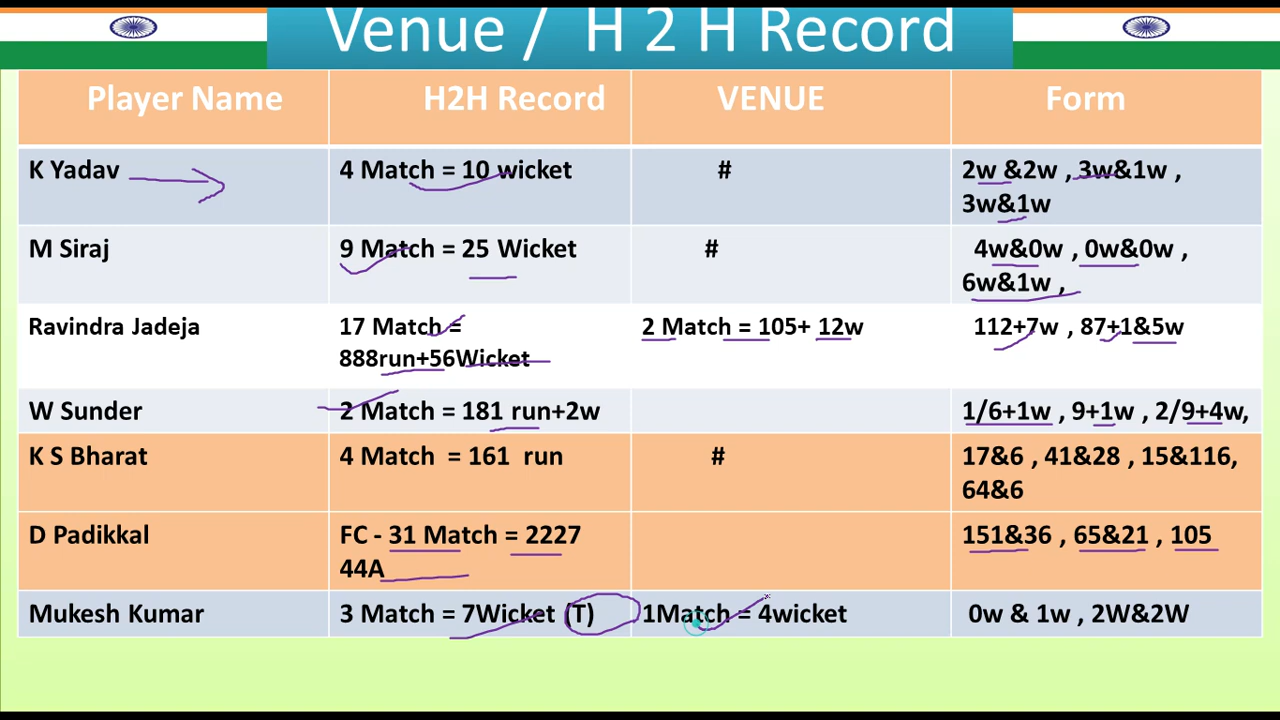 Venue / H 2 H Record
Player Name H2H Record VENUE Form
K Yadav 4 Match = 10 wicket # 2w &2w , 3w&1w ,
3w&1w
M Siraj 9 Match = 25 Wicket # 4w&0w , 0w&0w ,
6w&1w ,
Ravindra Jadeja 17 Match = 2 Match = 105+ 12w 112+7w , 87+1&5w
888run+56Wicket
W Sunder 2 Match = 181 run+2w 1/6+1w , 9+1w , 2/9+4w,
K S Bharat 4 Match = 161 run # 17&6 , 41&28 , 15&116,
64&6
D Padikkal FC - 31 Match = 2227 151&36 , 65&21 , 105
44A
Mukesh Kumar 3 Match = 7Wicket (T) 1Match = 4wicket 0w & 1w , 2W&2W